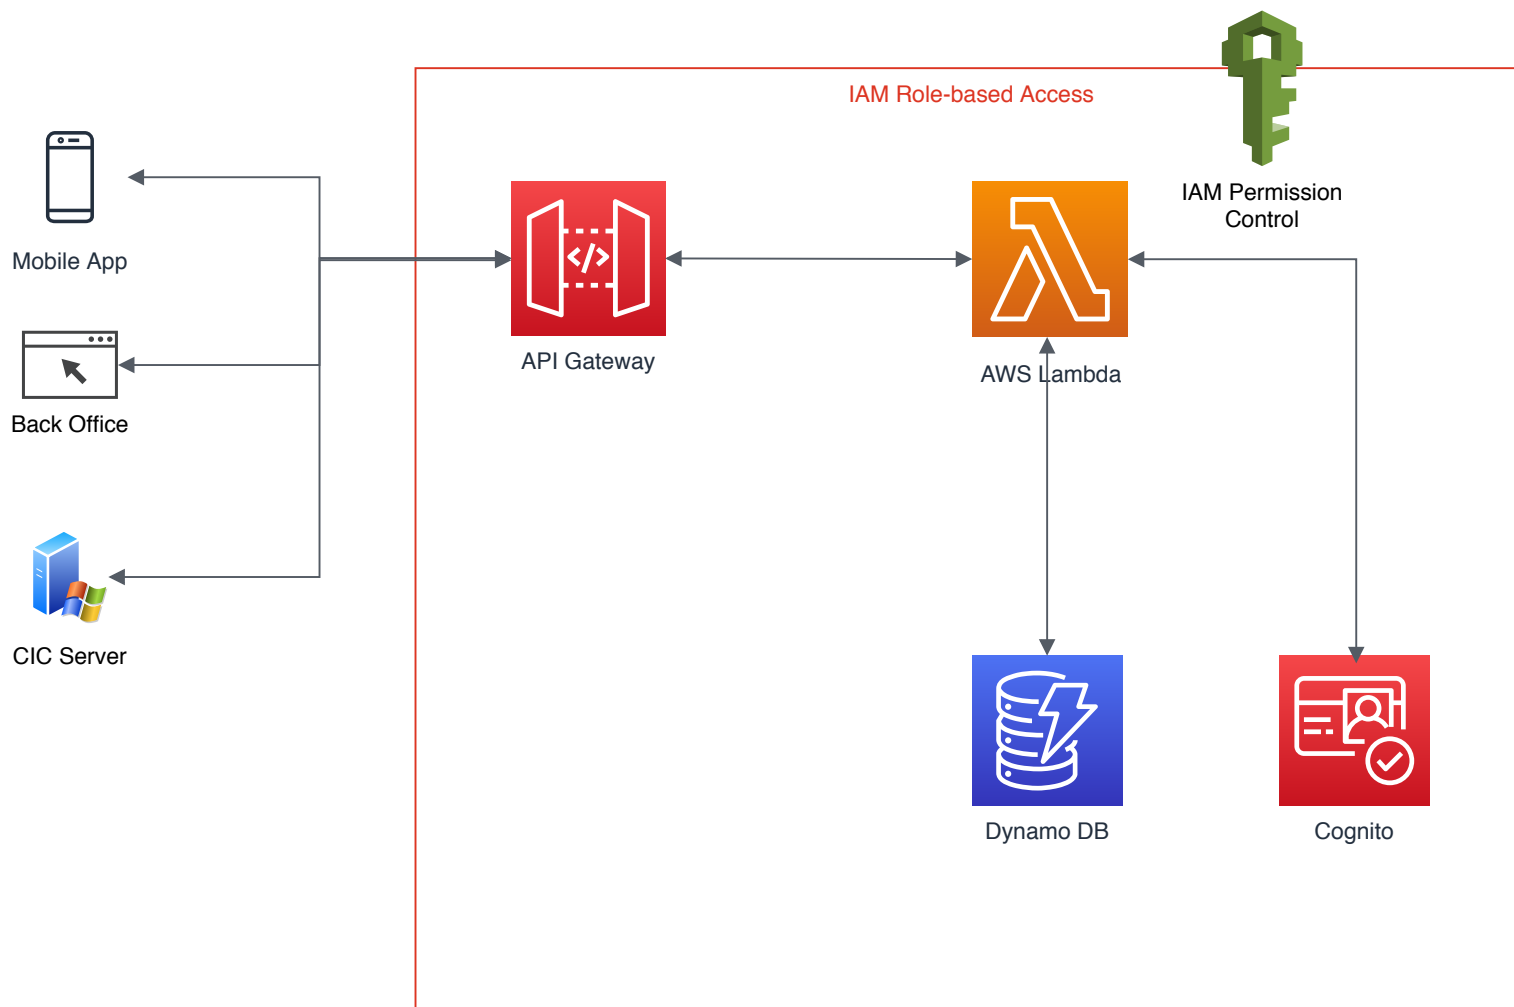 IAM Role-based Access
IAM Permission
Control
Mobile App
API Gateway
AWS Lambda
Back Office
CIC Server
Dynamo DB
Cognito